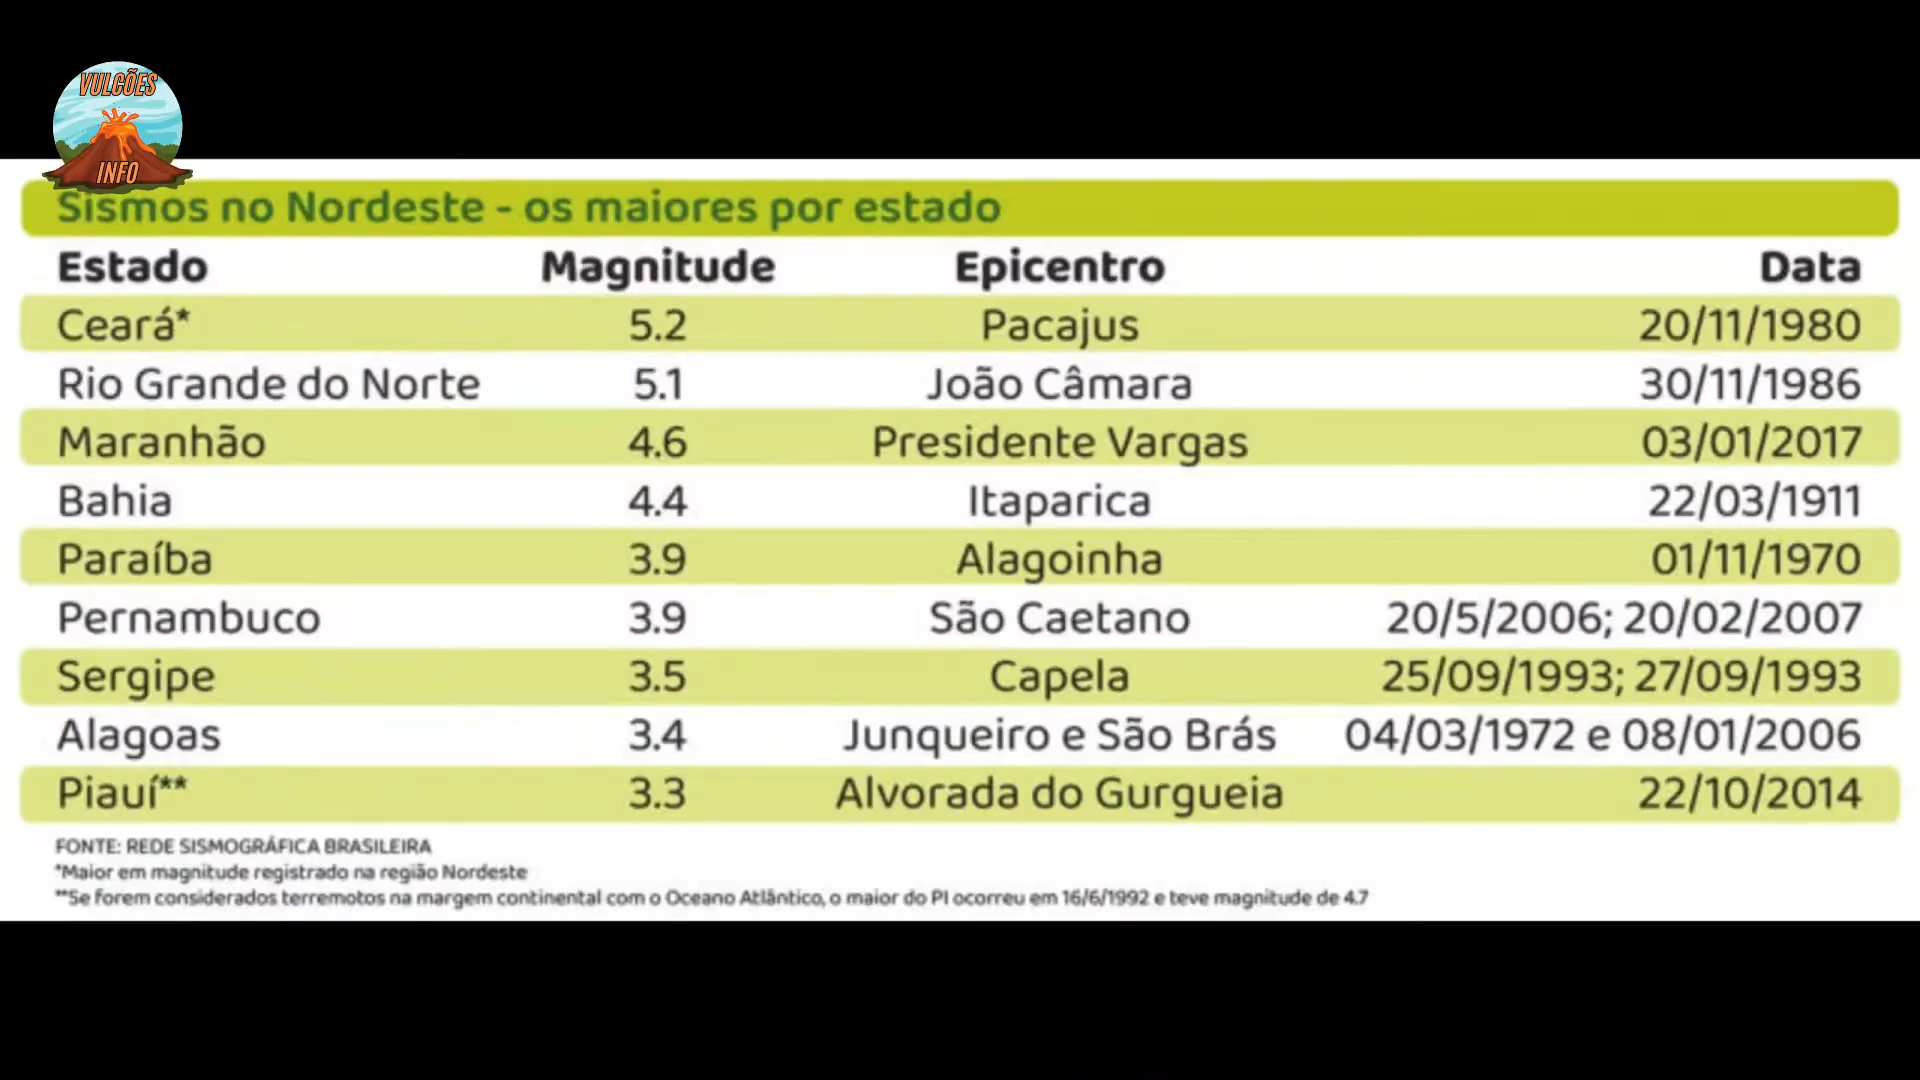 VULCÕES
INFO
Sismos no Nordeste - os maiores por estado
Estado Magnitude Epicentro Data
Ceará* 5.2 Pacajus 20/11/1980
Rio Grande do Norte 5.1 João Câmara 30/11/1986
Maranhão 4.6 Presidente Vargas 03/01/2017
Bahia 4.4 Itaparica 22/03/1911
Paraíba 3.9 Alagoinha 01/11/1970
Pernambuco 3.9 São Caetano 20/5/2006; 20/02/2007
Sergipe 3.5 Capela 25/09/1993; 27/09/1993
Alagoas 3.4 Junqueiro e São Brás 04/03/1972 e 08/01/2006
Piauí** 3.3 Alvorada do Gurgueia 22/10/2014
FONTE: REDE SISMOGRÁFICA BRASILEIRA
*Maior em magnitude registrado na região Nordeste
**Se forem considerados terremotos na margem continental com o Oceano Atlântico, o maior do PI ocorreu em 16/6/1992 e teve magnitude de 4.7